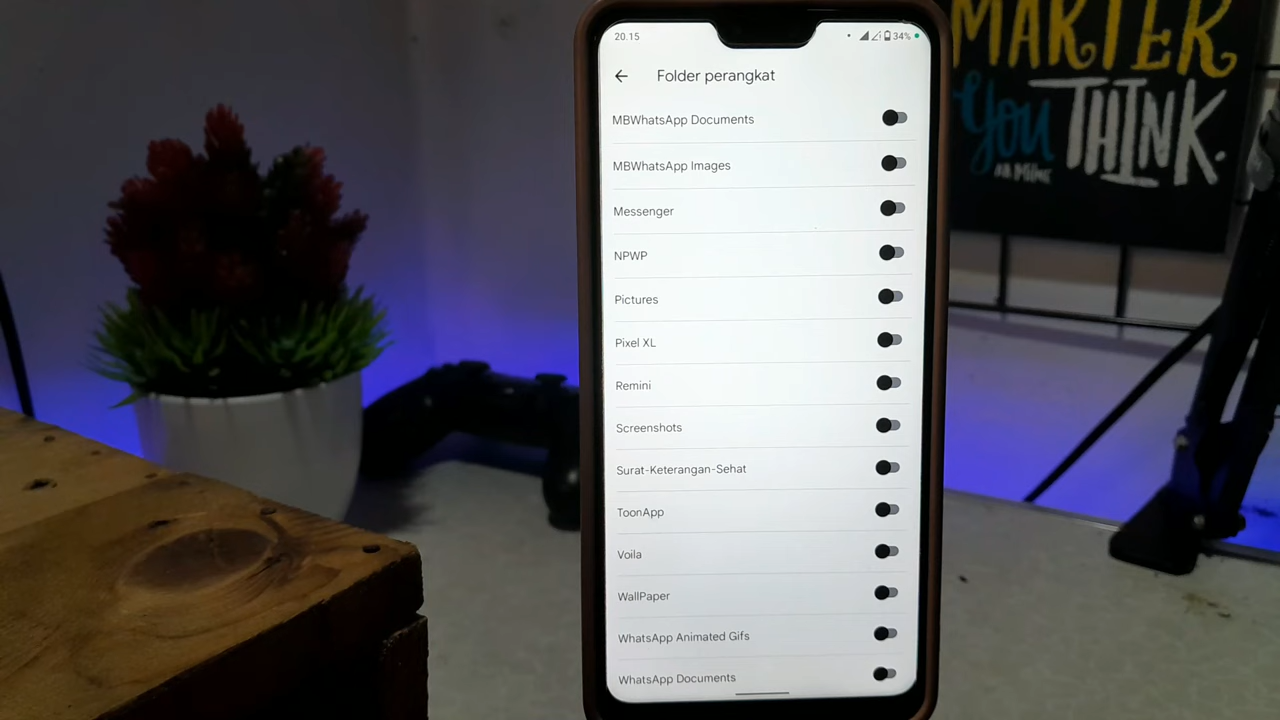 20.15
34%
Folder perangkat
MBWhatsApp Documents
MBWhatsApp Images
Messenger
NPWP
Pictures
Pixel XL
Remini
Screenshots
Surat-Keterangan-Sehat
ToonApp
Voila
WallPaper
WhatsApp Animated Gifs
WhatsApp Documents
MARTER
you THINK.